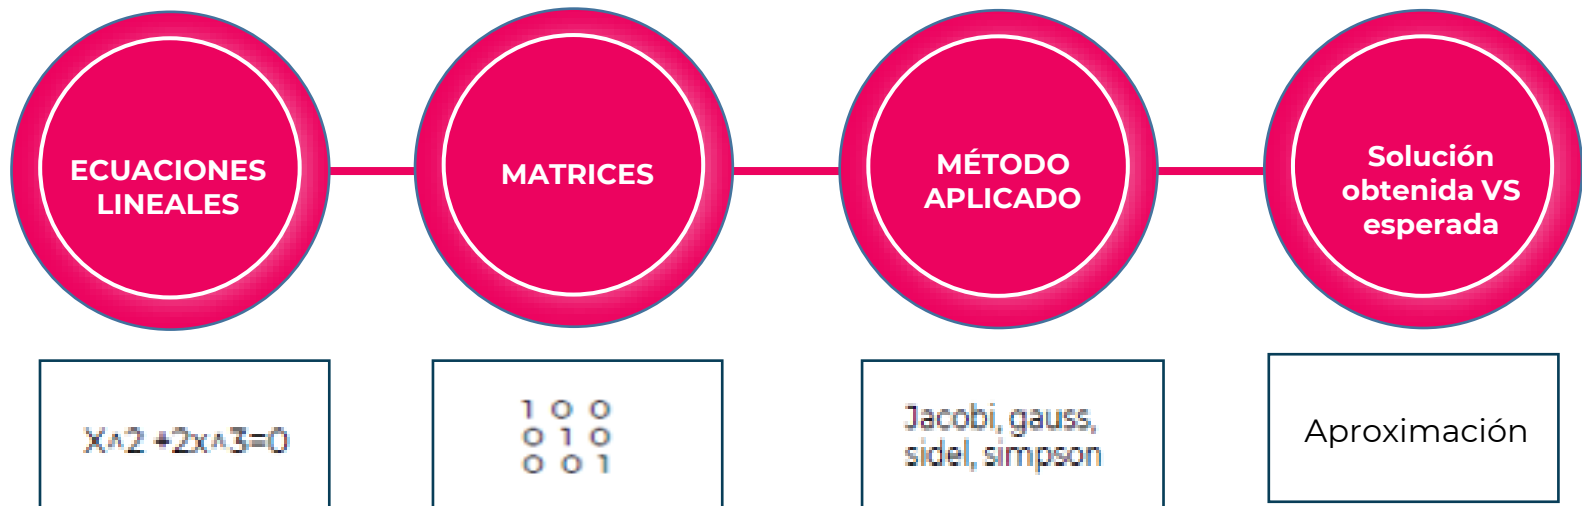 ECUACIONES
LINEALES
MATRICES
MÉTODO
APLICADO
Solución
obtenida VS
esperada
X^2 +2x^3=0
1 0 0
0 1 0
0 0 1
Jacobi, gauss,
sidel, simpson
Aproximación